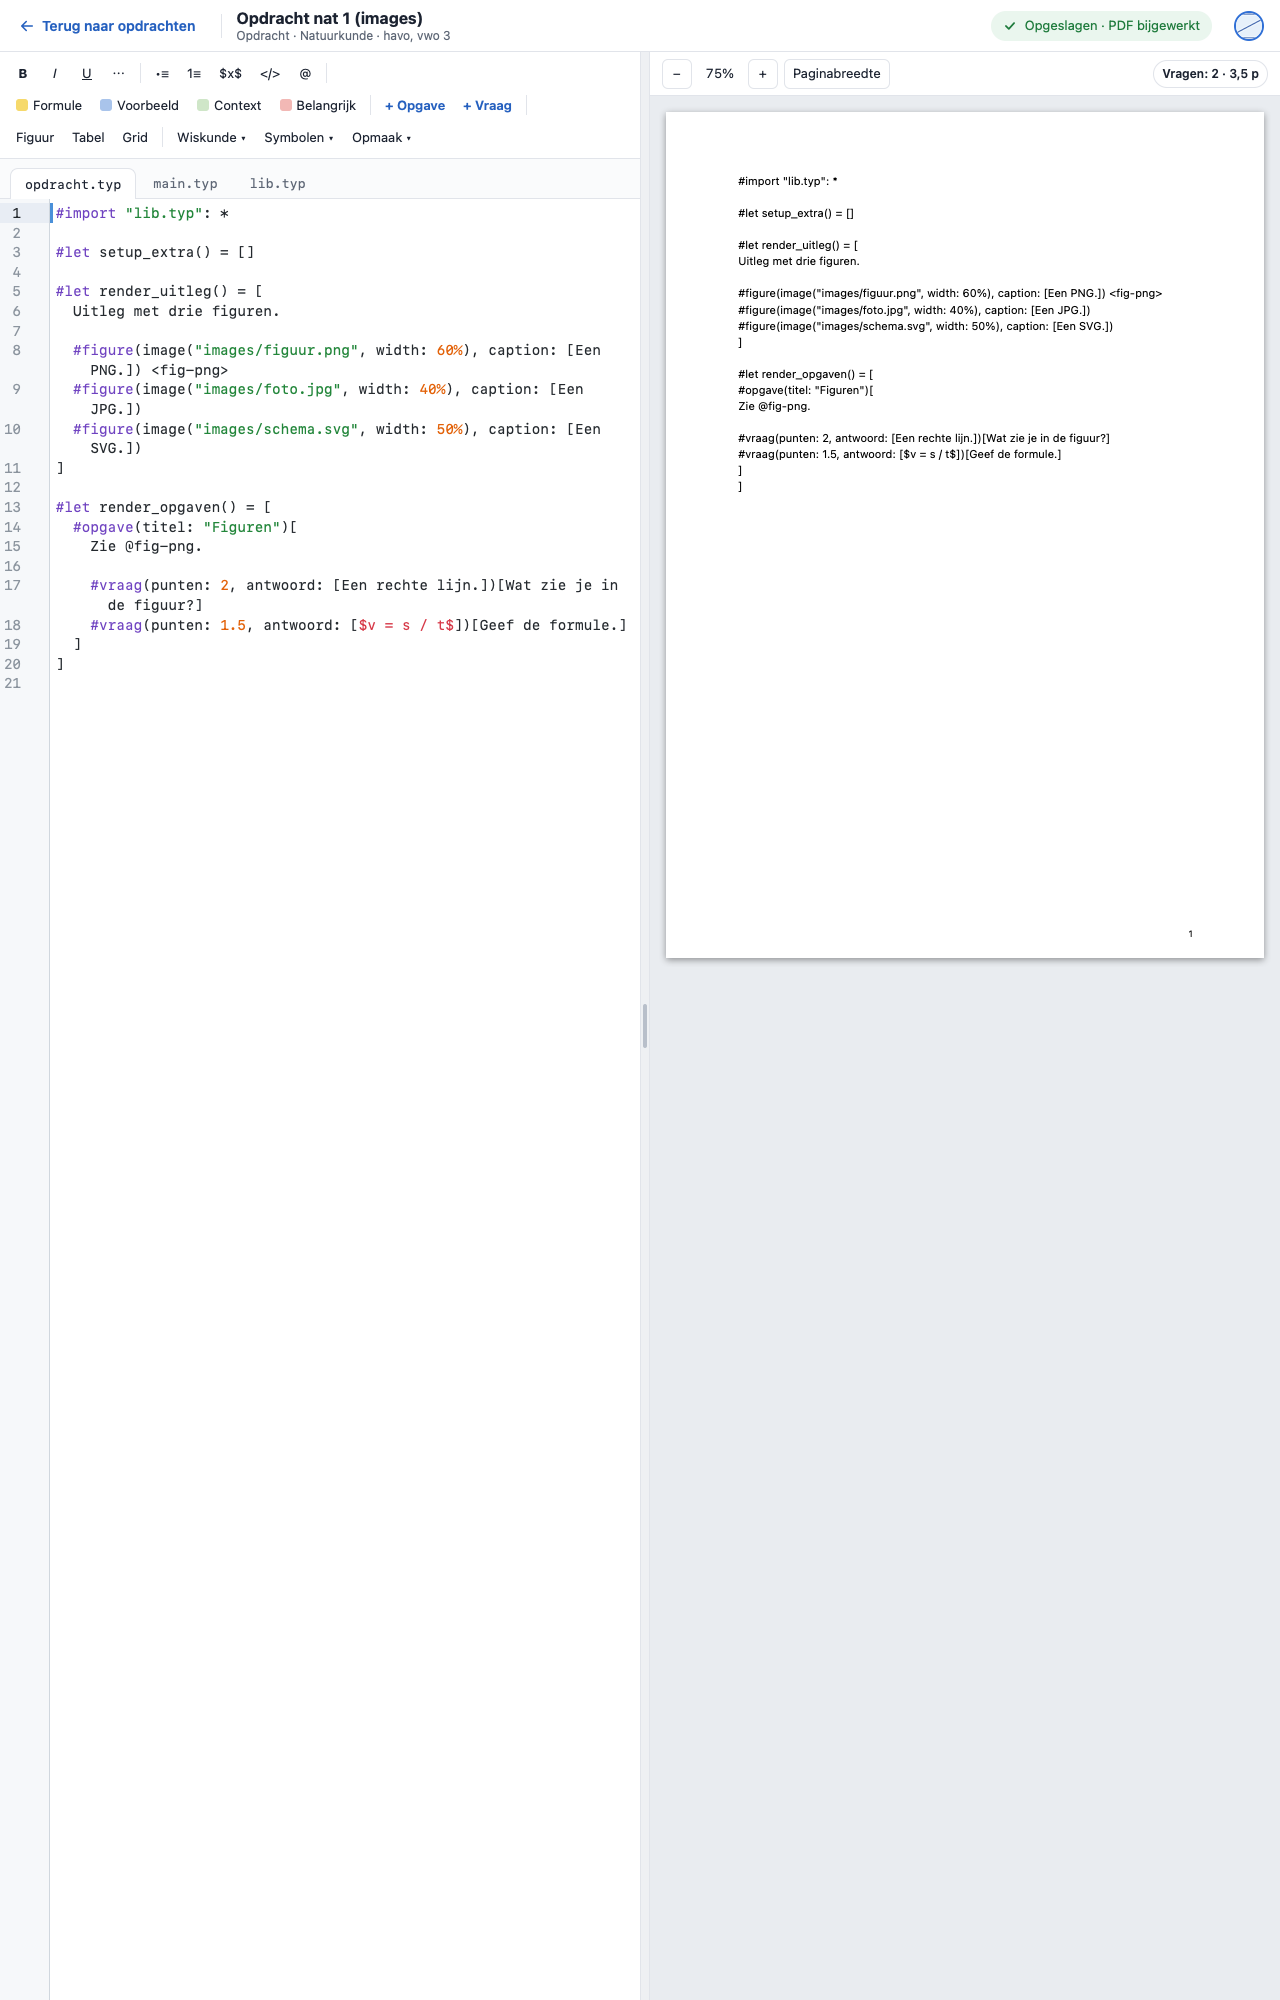 Terug naar opdrachten
Opdracht nat 1 (images)
Opdracht · Natuurkunde · havo, vwo 3
Opgeslagen · PDF bijgewerkt
B I U ··· •≡ 1≡ $x$ </> @
Formule Voorbeeld Context Belangrijk + Opgave + Vraag
Figuur Tabel Grid Wiskunde Symbolen Opmaak
opdracht.typ main.typ lib.typ
1 #import "lib.typ": *
2
3 #let setup_extra() = []
4
5 #let render_uitleg() = [
6 Uitleg met drie figuren.
7
8 #figure(image("images/figuur.png", width: 60%), caption: [Een
PNG.]) <fig-png>
9 #figure(image("images/foto.jpg", width: 40%), caption: [Een
JPG.])
10 #figure(image("images/schema.svg", width: 50%), caption: [Een
SVG.])
11 ]
12
13 #let render_opgaven() = [
14 #opgave(titel: "Figuren")[
15 Zie @fig-png.
16
17 #vraag(punten: 2, antwoord: [Een rechte lijn.])[Wat zie je in
de figuur?]
18 #vraag(punten: 1.5, antwoord: [$v = s / t$])[Geef de formule.]
19 ]
20 ]
21
− 75% + Paginabreedte Vragen: 2 · 3,5 p
#import "lib.typ": *
#let setup_extra() = []
#let render_uitleg() = [
Uitleg met drie figuren.
#figure(image("images/figuur.png", width: 60%), caption: [Een PNG.]) <fig-png>
#figure(image("images/foto.jpg", width: 40%), caption: [Een JPG.])
#figure(image("images/schema.svg", width: 50%), caption: [Een SVG.])
]
#let render_opgaven() = [
#opgave(titel: "Figuren")[
Zie @fig-png.
#vraag(punten: 2, antwoord: [Een rechte lijn.])[Wat zie je in de figuur?]
#vraag(punten: 1.5, antwoord: [$v = s / t$])[Geef de formule.]
]
]
1